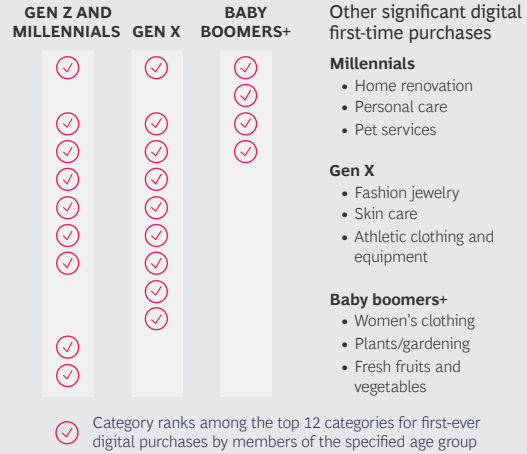 GEN Z AND
MILLENNIALS
GEN X
BABY
BOOMERS+
Other significant digital
first-time purchases
Millennials
• Home renovation
• Personal care
• Pet services
Gen X
• Fashion jewelry
• Skin care
• Athletic clothing and
equipment
Baby boomers+
• Women’s clothing
• Plants/gardening
• Fresh fruits and
vegetables
Category ranks among the top 12 categories for first-ever
digital purchases by members of the specified age group